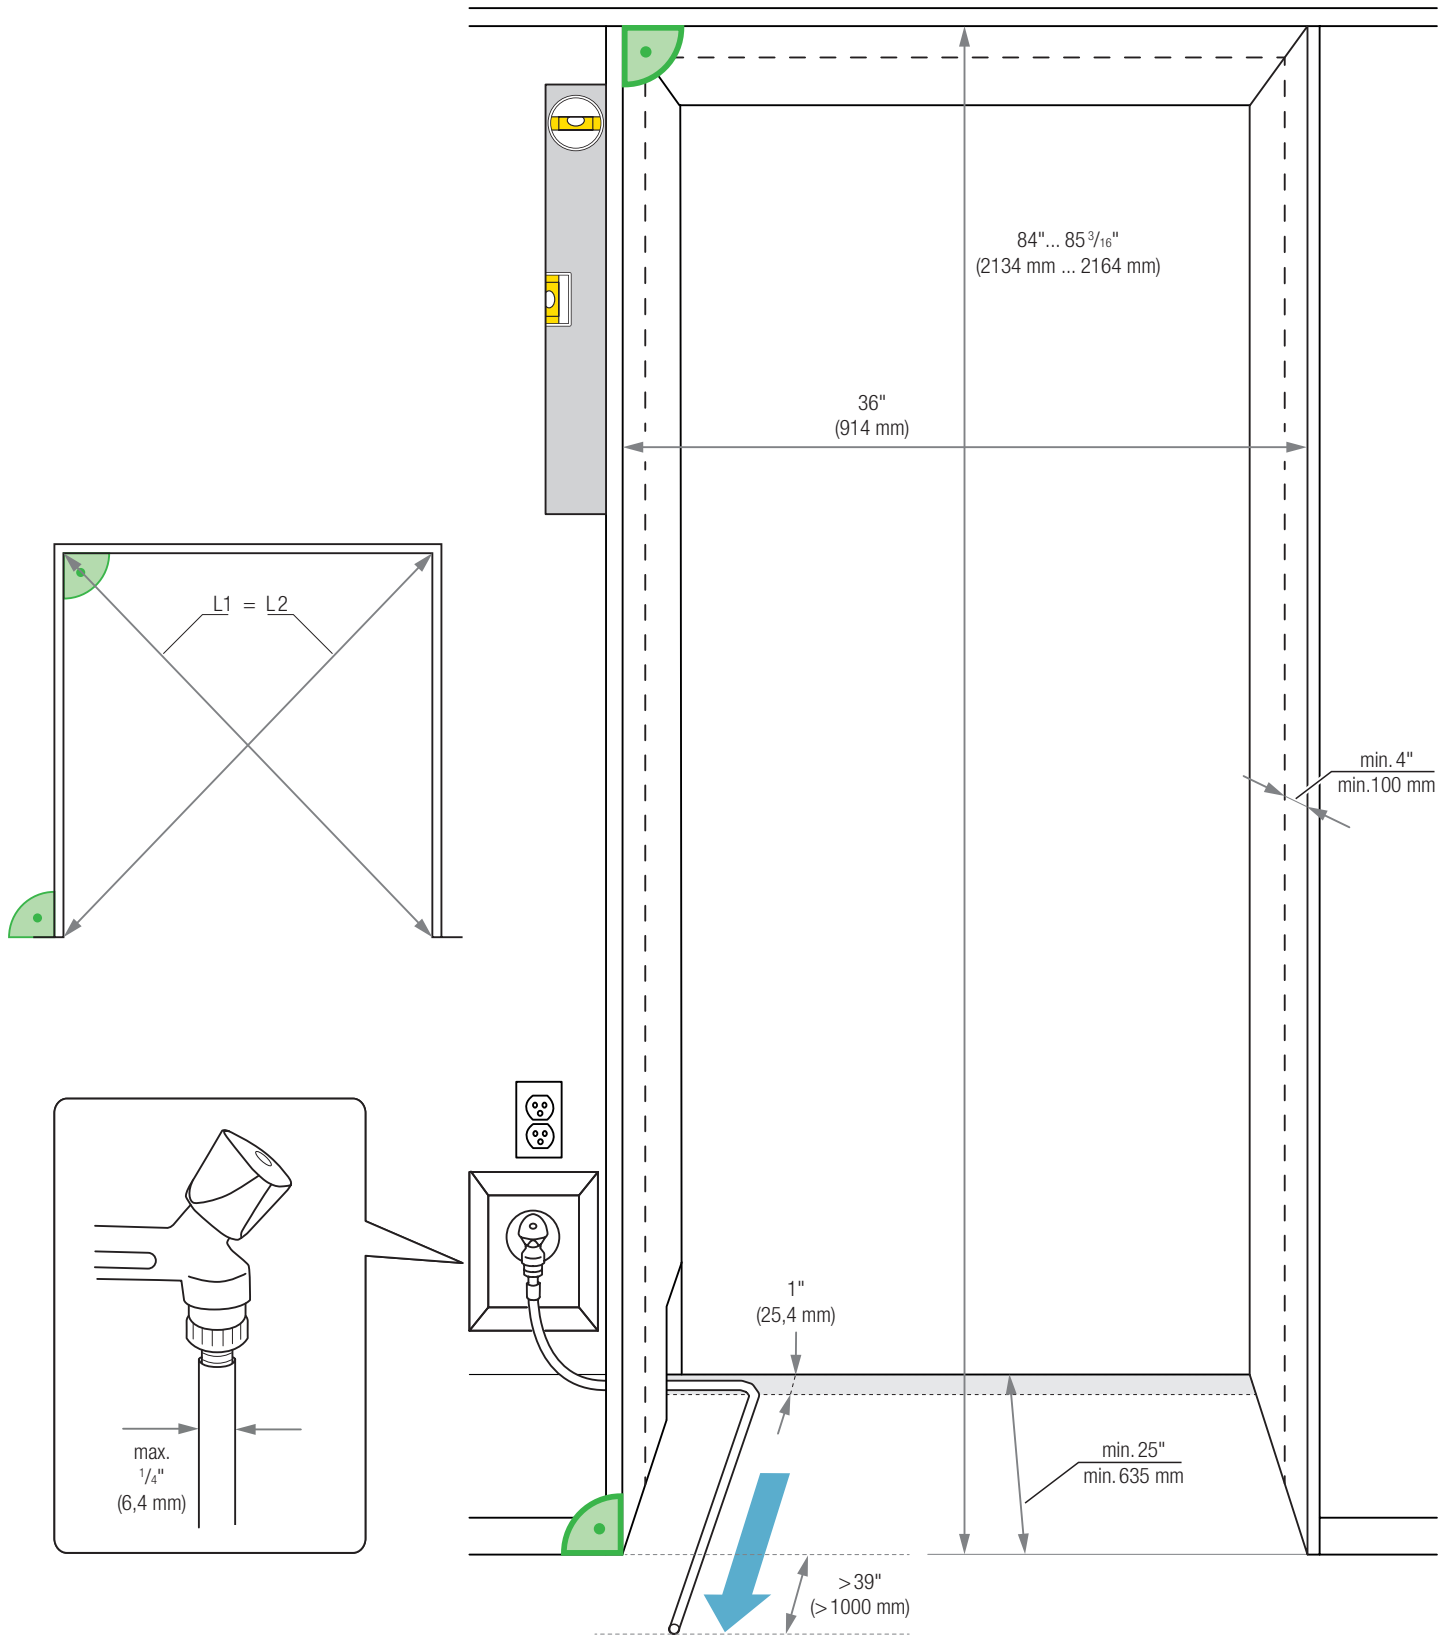 84"... 85 3/16"
(2134 mm ... 2164 mm)
36"
(914 mm)
L1 = L2
min. 4"
min.100 mm
1"
(25,4 mm)
max.
1/4"
(6,4 mm)
min. 25"
min. 635 mm
>39"
(>1000 mm)